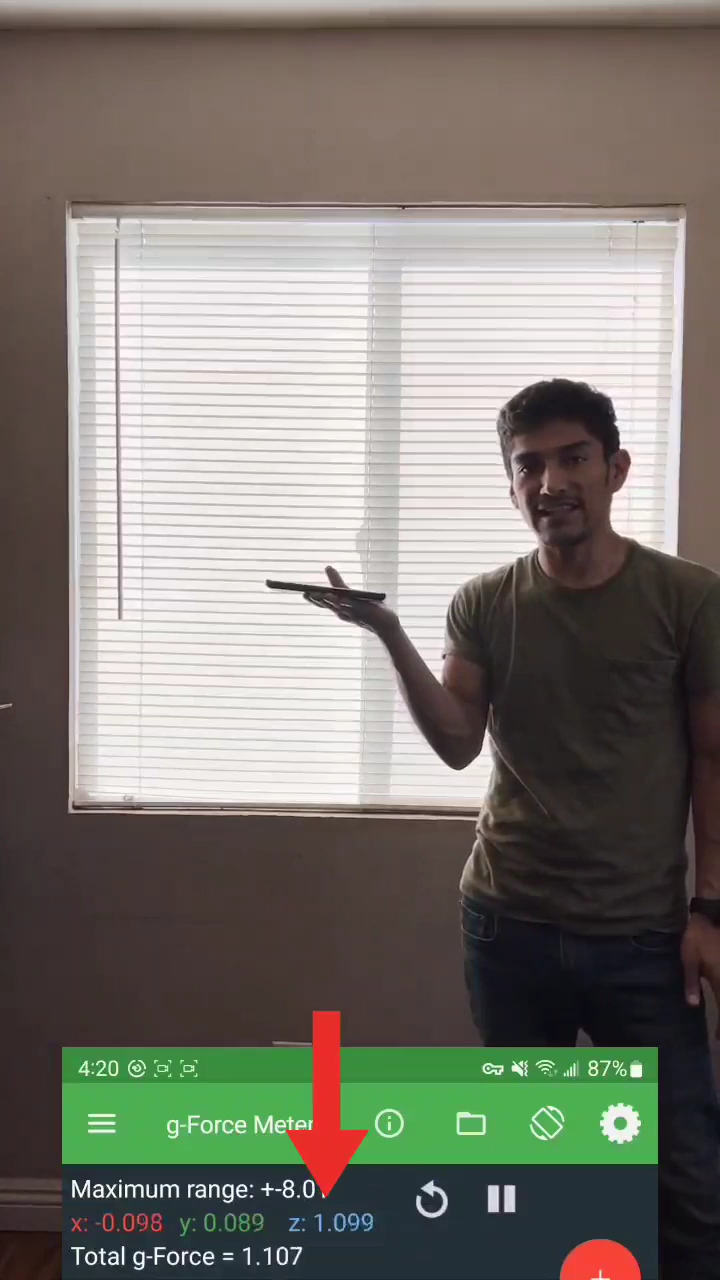 4:20 87%
g-Force Meter
Maximum range: +-8.0
x: -0.098 y: 0.089 z: 1.099
Total g-Force = 1.107